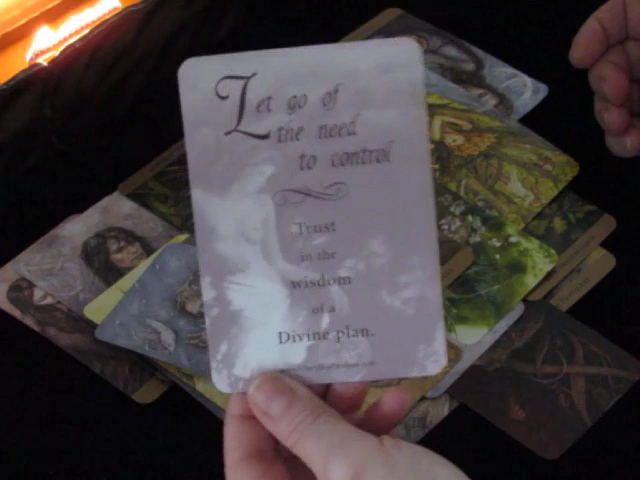 Let go of
the need
to control
Trust
in the
wisdom
of a
Divine plan.